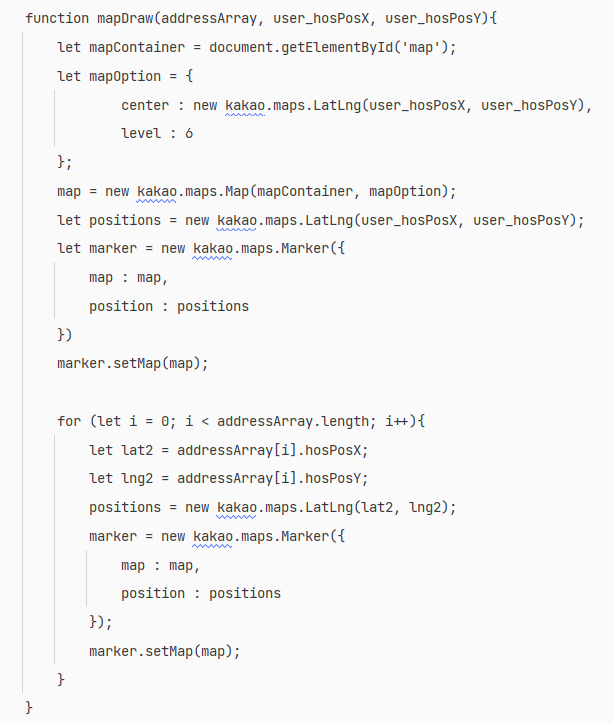 function mapDraw(addressArray, user_hosPosX, user_hosPosY){
    let mapContainer = document.getElementById('map');
    let mapOption = {
            center : new kakao.maps.LatLng(user_hosPosX, user_hosPosY),
            level : 6
    };
    map = new kakao.maps.Map(mapContainer, mapOption);
    let positions = new kakao.maps.LatLng(user_hosPosX, user_hosPosY);
    let marker = new kakao.maps.Marker({
        map : map,
        position : positions
    })
    marker.setMap(map);

    for (let i = 0; i < addressArray.length; i++){
        let lat2 = addressArray[i].hosPosX;
        let lng2 = addressArray[i].hosPosY;
        positions = new kakao.maps.LatLng(lat2, lng2);
        marker = new kakao.maps.Marker({
            map : map,
            position : positions
        });
        marker.setMap(map);
    }
}